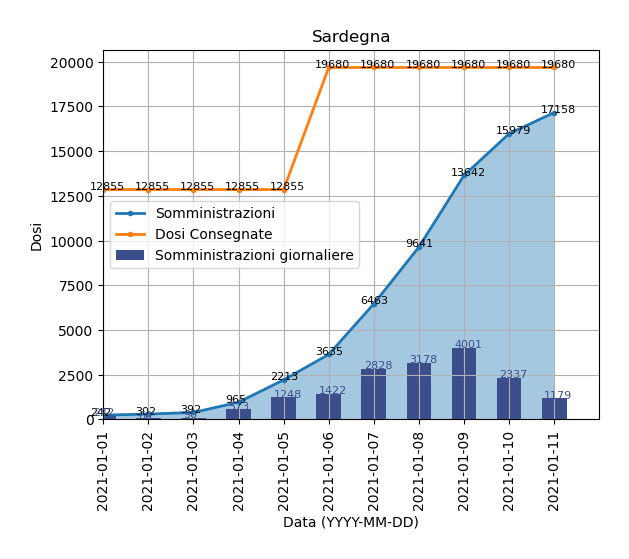 Sardegna
20000
17500
15000
12500
10000
7500
5000
2500
0
Dosi
12855 12855 12855 12855 12855 19680 19680 19680 19680 19680 19680
242 302 392 965 2213 3635 6463 9641 13642 15979 17158
1248 1422 2828 3178 4001 2337 1179
Somministrazioni
Dosi Consegnate
Somministrazioni giornaliere
2021-01-01
2021-01-02
2021-01-03
2021-01-04
2021-01-05
2021-01-06
2021-01-07
2021-01-08
2021-01-09
2021-01-10
2021-01-11
Data (YYYY-MM-DD)